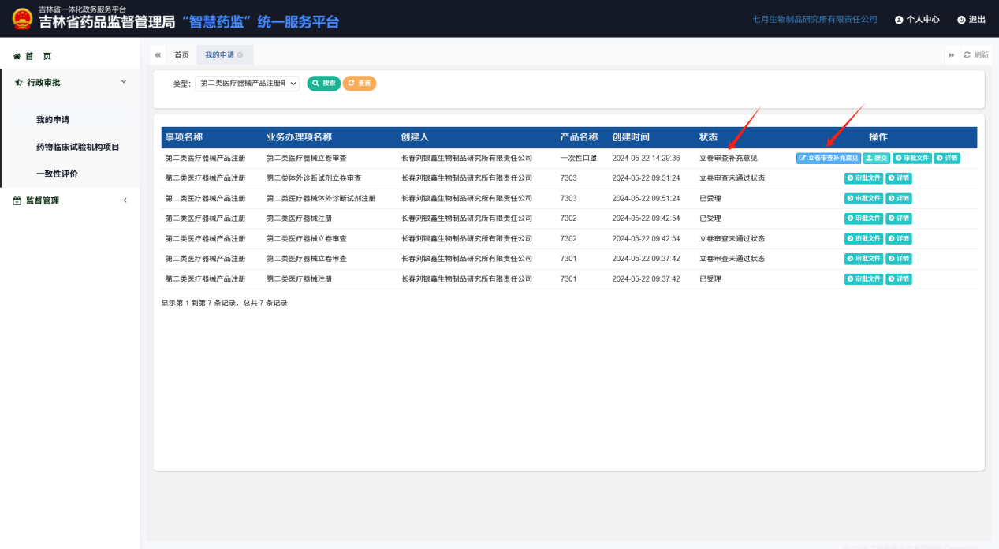 吉林省一体化政务服务平台
吉林省药品监督管理局 “智慧药监” 统一服务平台
七月生物制品研究所有限责任公司 个人中心 退出
首 页
行政审批
我的申请
药物临床试验机构项目
一致性评价
监督管理
首页 我的申请 刷新
类型: 第二类医疗器械产品注册 搜索 重置
事项名称 业务办理项名称 创建人 产品名称 创建时间 状态 操作
第二类医疗器械产品注册 第二类医疗器械立卷审查 长春刘银鑫生物制品研究所有限责任公司 一次性口罩 2024-05-22 14:29:36 立卷审查补充意见 立卷审查补充意见 提交 审批文件 详情
第二类医疗器械产品注册 第二类体外诊断试剂立卷审查 长春刘银鑫生物制品研究所有限责任公司 7303 2024-05-22 09:51:24 立卷审查未通过状态 审批文件 详情
第二类医疗器械产品注册 第二类医疗器械体外诊断试剂注册 长春刘银鑫生物制品研究所有限责任公司 7303 2024-05-22 09:51:24 已受理 审批文件 详情
第二类医疗器械产品注册 第二类医疗器械注册 长春刘银鑫生物制品研究所有限责任公司 7302 2024-05-22 09:42:54 已受理 审批文件 详情
第二类医疗器械产品注册 第二类医疗器械立卷审查 长春刘银鑫生物制品研究所有限责任公司 7302 2024-05-22 09:42:54 立卷审查未通过状态 审批文件 详情
第二类医疗器械产品注册 第二类医疗器械立卷审查 长春刘银鑫生物制品研究所有限责任公司 7301 2024-05-22 09:37:42 立卷审查未通过状态 审批文件 详情
第二类医疗器械产品注册 第二类医疗器械注册 长春刘银鑫生物制品研究所有限责任公司 7301 2024-05-22 09:37:42 已受理 审批文件 详情
显示第 1 到第 7 条记录，总共 7 条记录